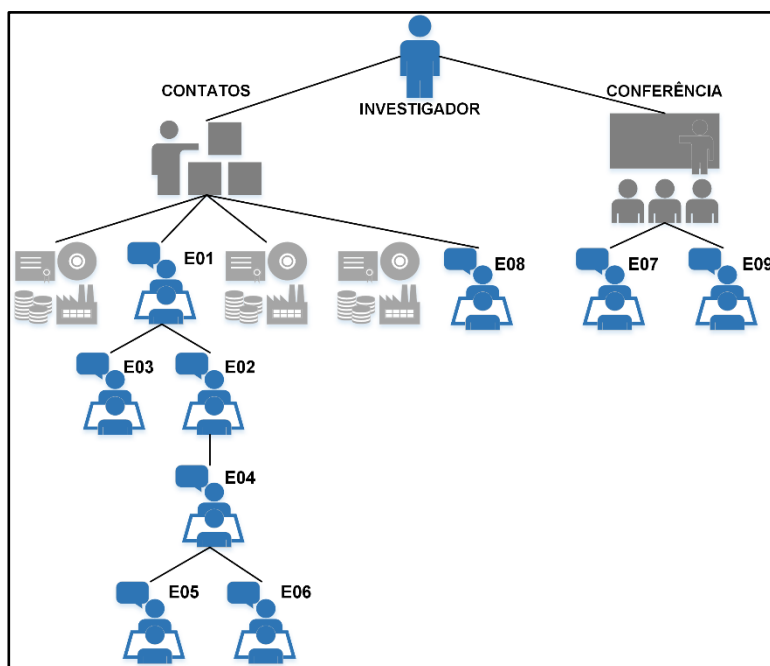 CONTATOS
INVESTIGADOR
CONFERÊNCIA
E01
E08
E07
E09
E03
E02
E04
E05
E06